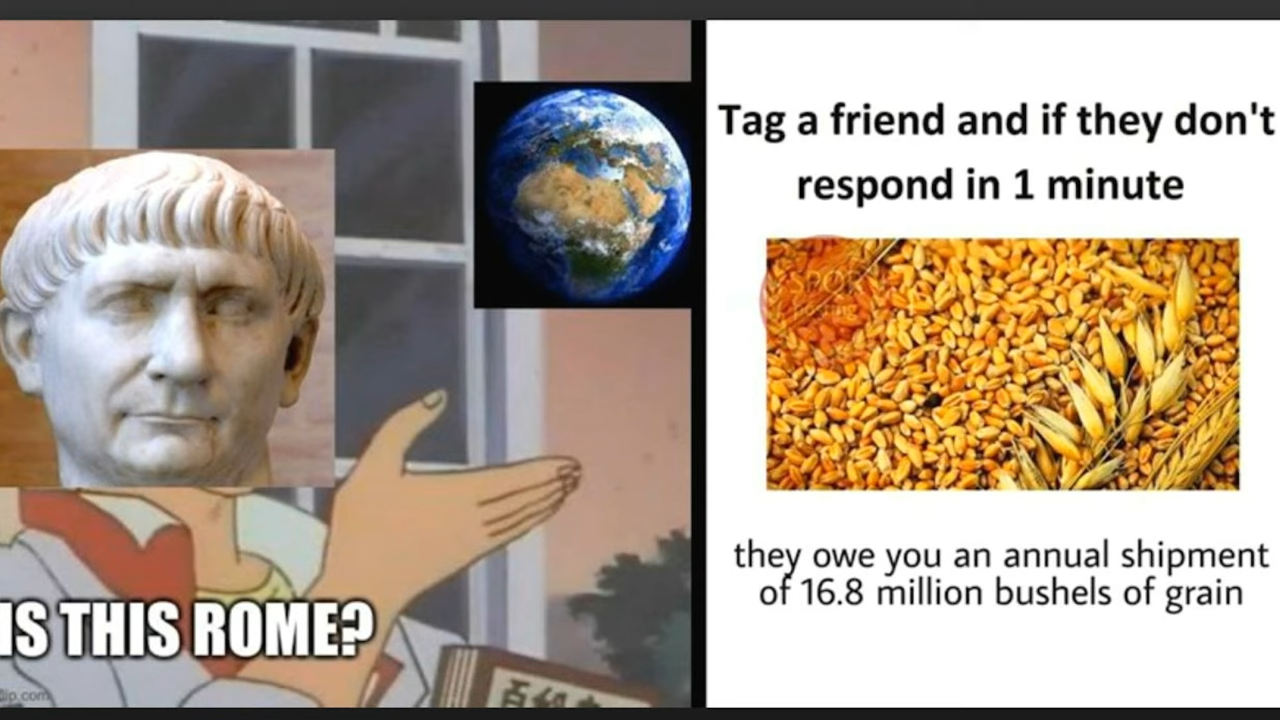 IS THIS ROME?
Tag a friend and if they don't
respond in 1 minute
they owe you an annual shipment
of 16.8 million bushels of grain